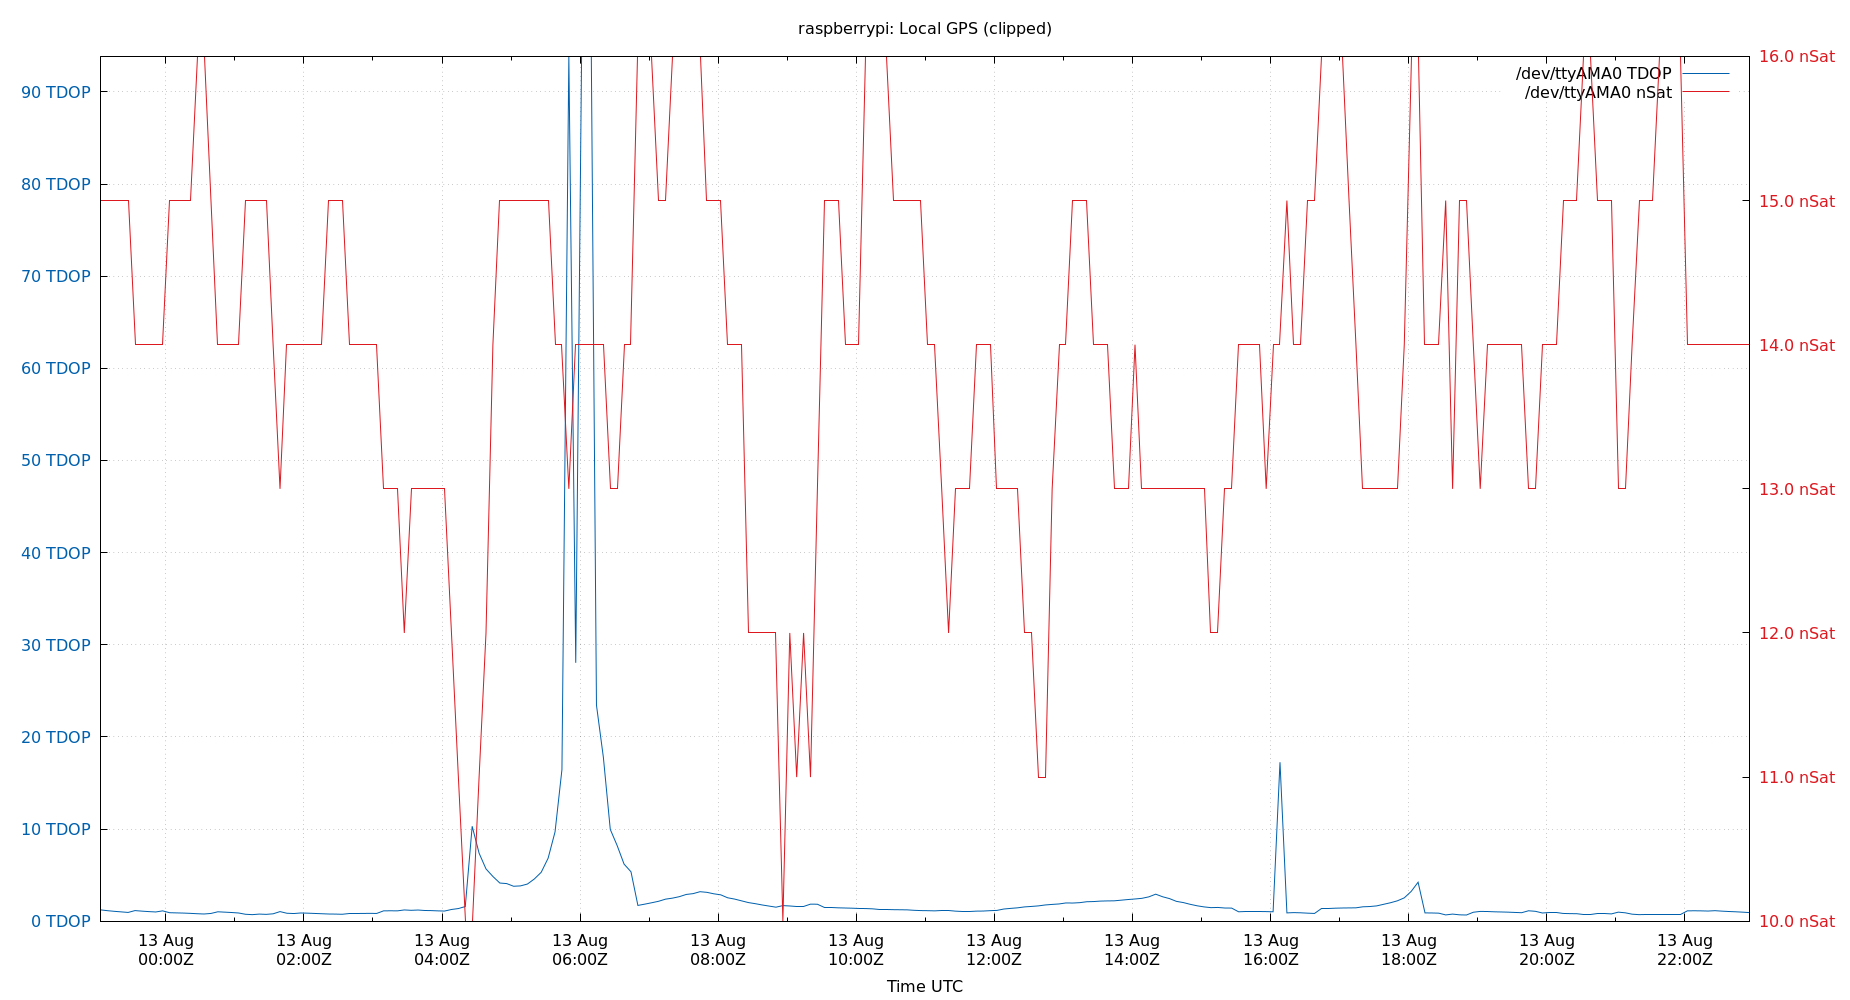 raspberrypi: Local GPS (clipped)
/dev/ttyAMA0 TDOP
/dev/ttyAMA0 nSat
90 TDOP
80 TDOP
70 TDOP
60 TDOP
50 TDOP
40 TDOP
30 TDOP
20 TDOP
10 TDOP
0 TDOP
16.0 nSat
15.0 nSat
14.0 nSat
13.0 nSat
12.0 nSat
11.0 nSat
10.0 nSat
13 Aug
00:00Z
13 Aug
02:00Z
13 Aug
04:00Z
13 Aug
06:00Z
13 Aug
08:00Z
13 Aug
10:00Z
13 Aug
12:00Z
13 Aug
14:00Z
13 Aug
16:00Z
13 Aug
18:00Z
13 Aug
20:00Z
13 Aug
22:00Z
Time UTC